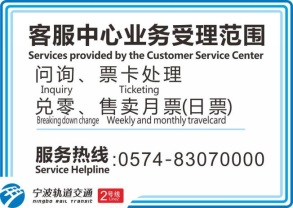 客服中心业务受理范围
Services provided by the Customer Service Center
问询、票卡处理
Inquiry Ticketing
兑零、售卖月票(日票)
Breaking down change Weekly and monthly travelcard
服务热线:0574-83070000
Service Helpline
宁波轨道交通 2号线
Ningbo Rail Transit